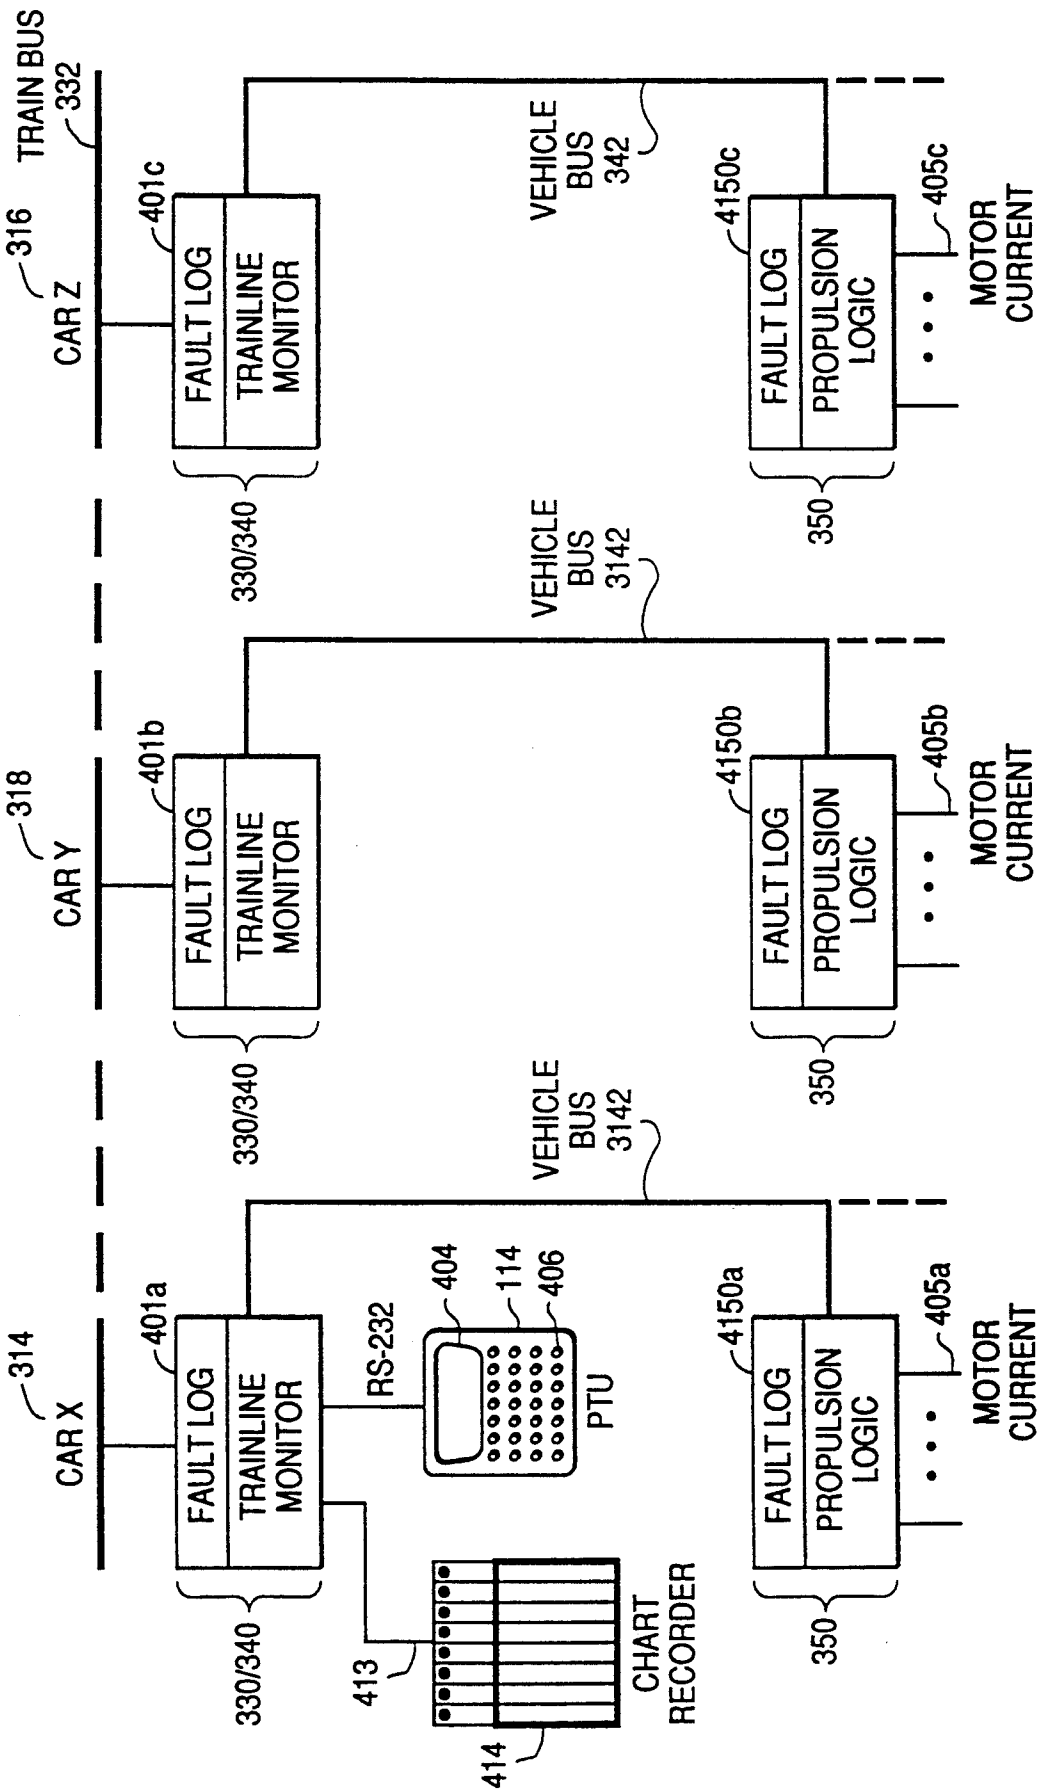 314
CAR X
318
CAR Y
316
CAR Z
TRAIN BUS
332
401a
FAULT LOG
TRAINLINE
MONITOR
330/340
401b
FAULT LOG
TRAINLINE
MONITOR
330/340
401c
FAULT LOG
TRAINLINE
MONITOR
330/340
413
414
CHART
RECORDER
RS-232
404
114
406
PTU
VEHICLE
BUS
3142
VEHICLE
BUS
3142
VEHICLE
BUS
342
4150a
FAULT LOG
PROPULSION
LOGIC
350
405a
MOTOR
CURRENT
4150b
FAULT LOG
PROPULSION
LOGIC
350
405b
MOTOR
CURRENT
4150c
FAULT LOG
PROPULSION
LOGIC
350
405c
MOTOR
CURRENT